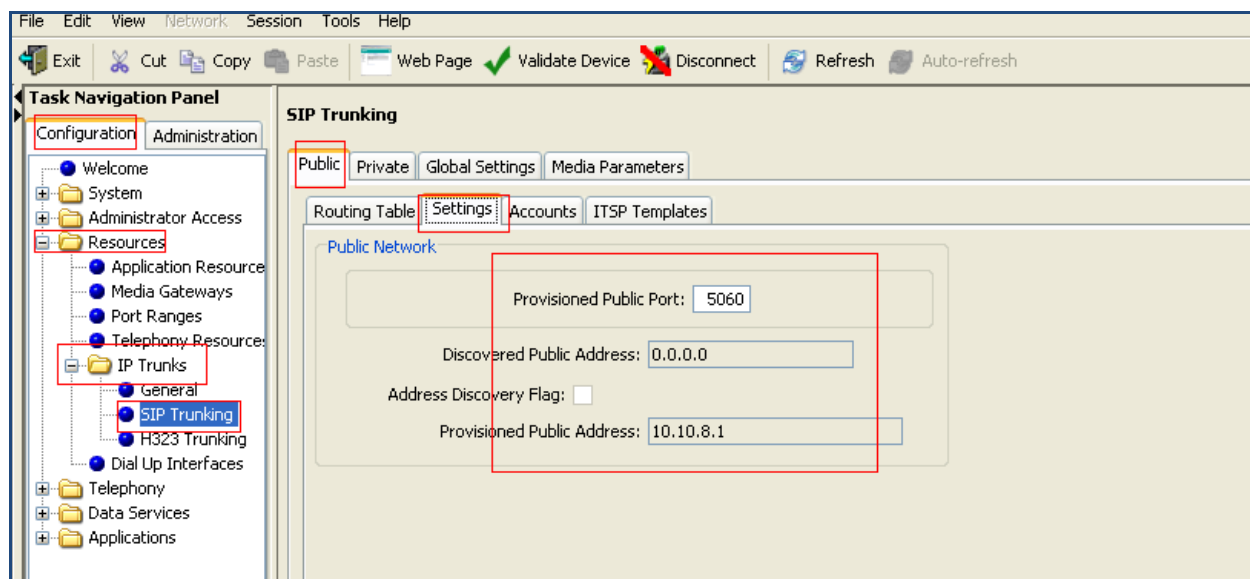 File Edit View Network Session Tools Help
Exit Cut Copy Paste Web Page Validate Device Disconnect Refresh Auto-refresh
Task Navigation Panel
Configuration Administration
Welcome
System
Administrator Access
Resources
Application Resource
Media Gateways
Port Ranges
Telephony Resource
IP Trunks
General
SIP Trunking
H323 Trunking
Dial Up Interfaces
Telephony
Data Services
Applications
SIP Trunking
Public Private Global Settings Media Parameters
Routing Table Settings Accounts ITSP Templates
Public Network
Provisioned Public Port: 5060
Discovered Public Address: 0.0.0.0
Address Discovery Flag:
Provisioned Public Address: 10.10.8.1